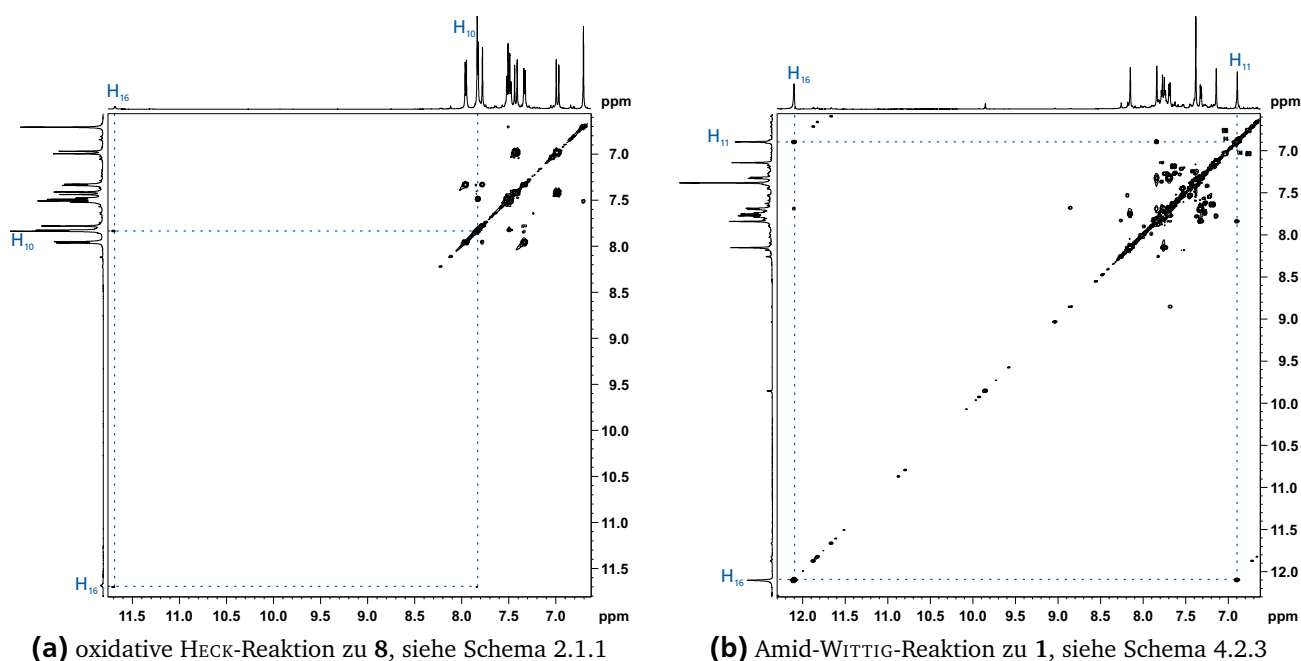 H10
H16
ppm
H16
H11
ppm
7.0
7.5
8.0
8.5
9.0
9.5
10.0
10.5
11.0
11.5
H10
H16
11.5 11.0 10.5 10.0 9.5 9.0 8.5 8.0 7.5 7.0 ppm
H11
H16
7.0
7.5
8.0
8.5
9.0
9.5
10.0
10.5
11.0
11.5
12.0
12.0 11.5 11.0 10.5 10.0 9.5 9.0 8.5 8.0 7.5 7.0 ppm
(a) oxidative HECK-Reaktion zu 8, siehe Schema 2.1.1
(b) Amid-WITTIG-Reaktion zu 1, siehe Schema 4.2.3